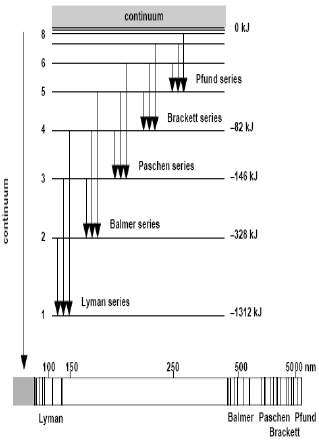 continuum
8 0 kJ
6
Pfund series
5
Brackett series
4 –82 kJ
Paschen series
3 –146 kJ
continuum
2 –328 kJ
Balmer series
Lyman series
1 –1312 kJ
100 150 250 500 5000 nm
Lyman Balmer Paschen Pfund
Brackett